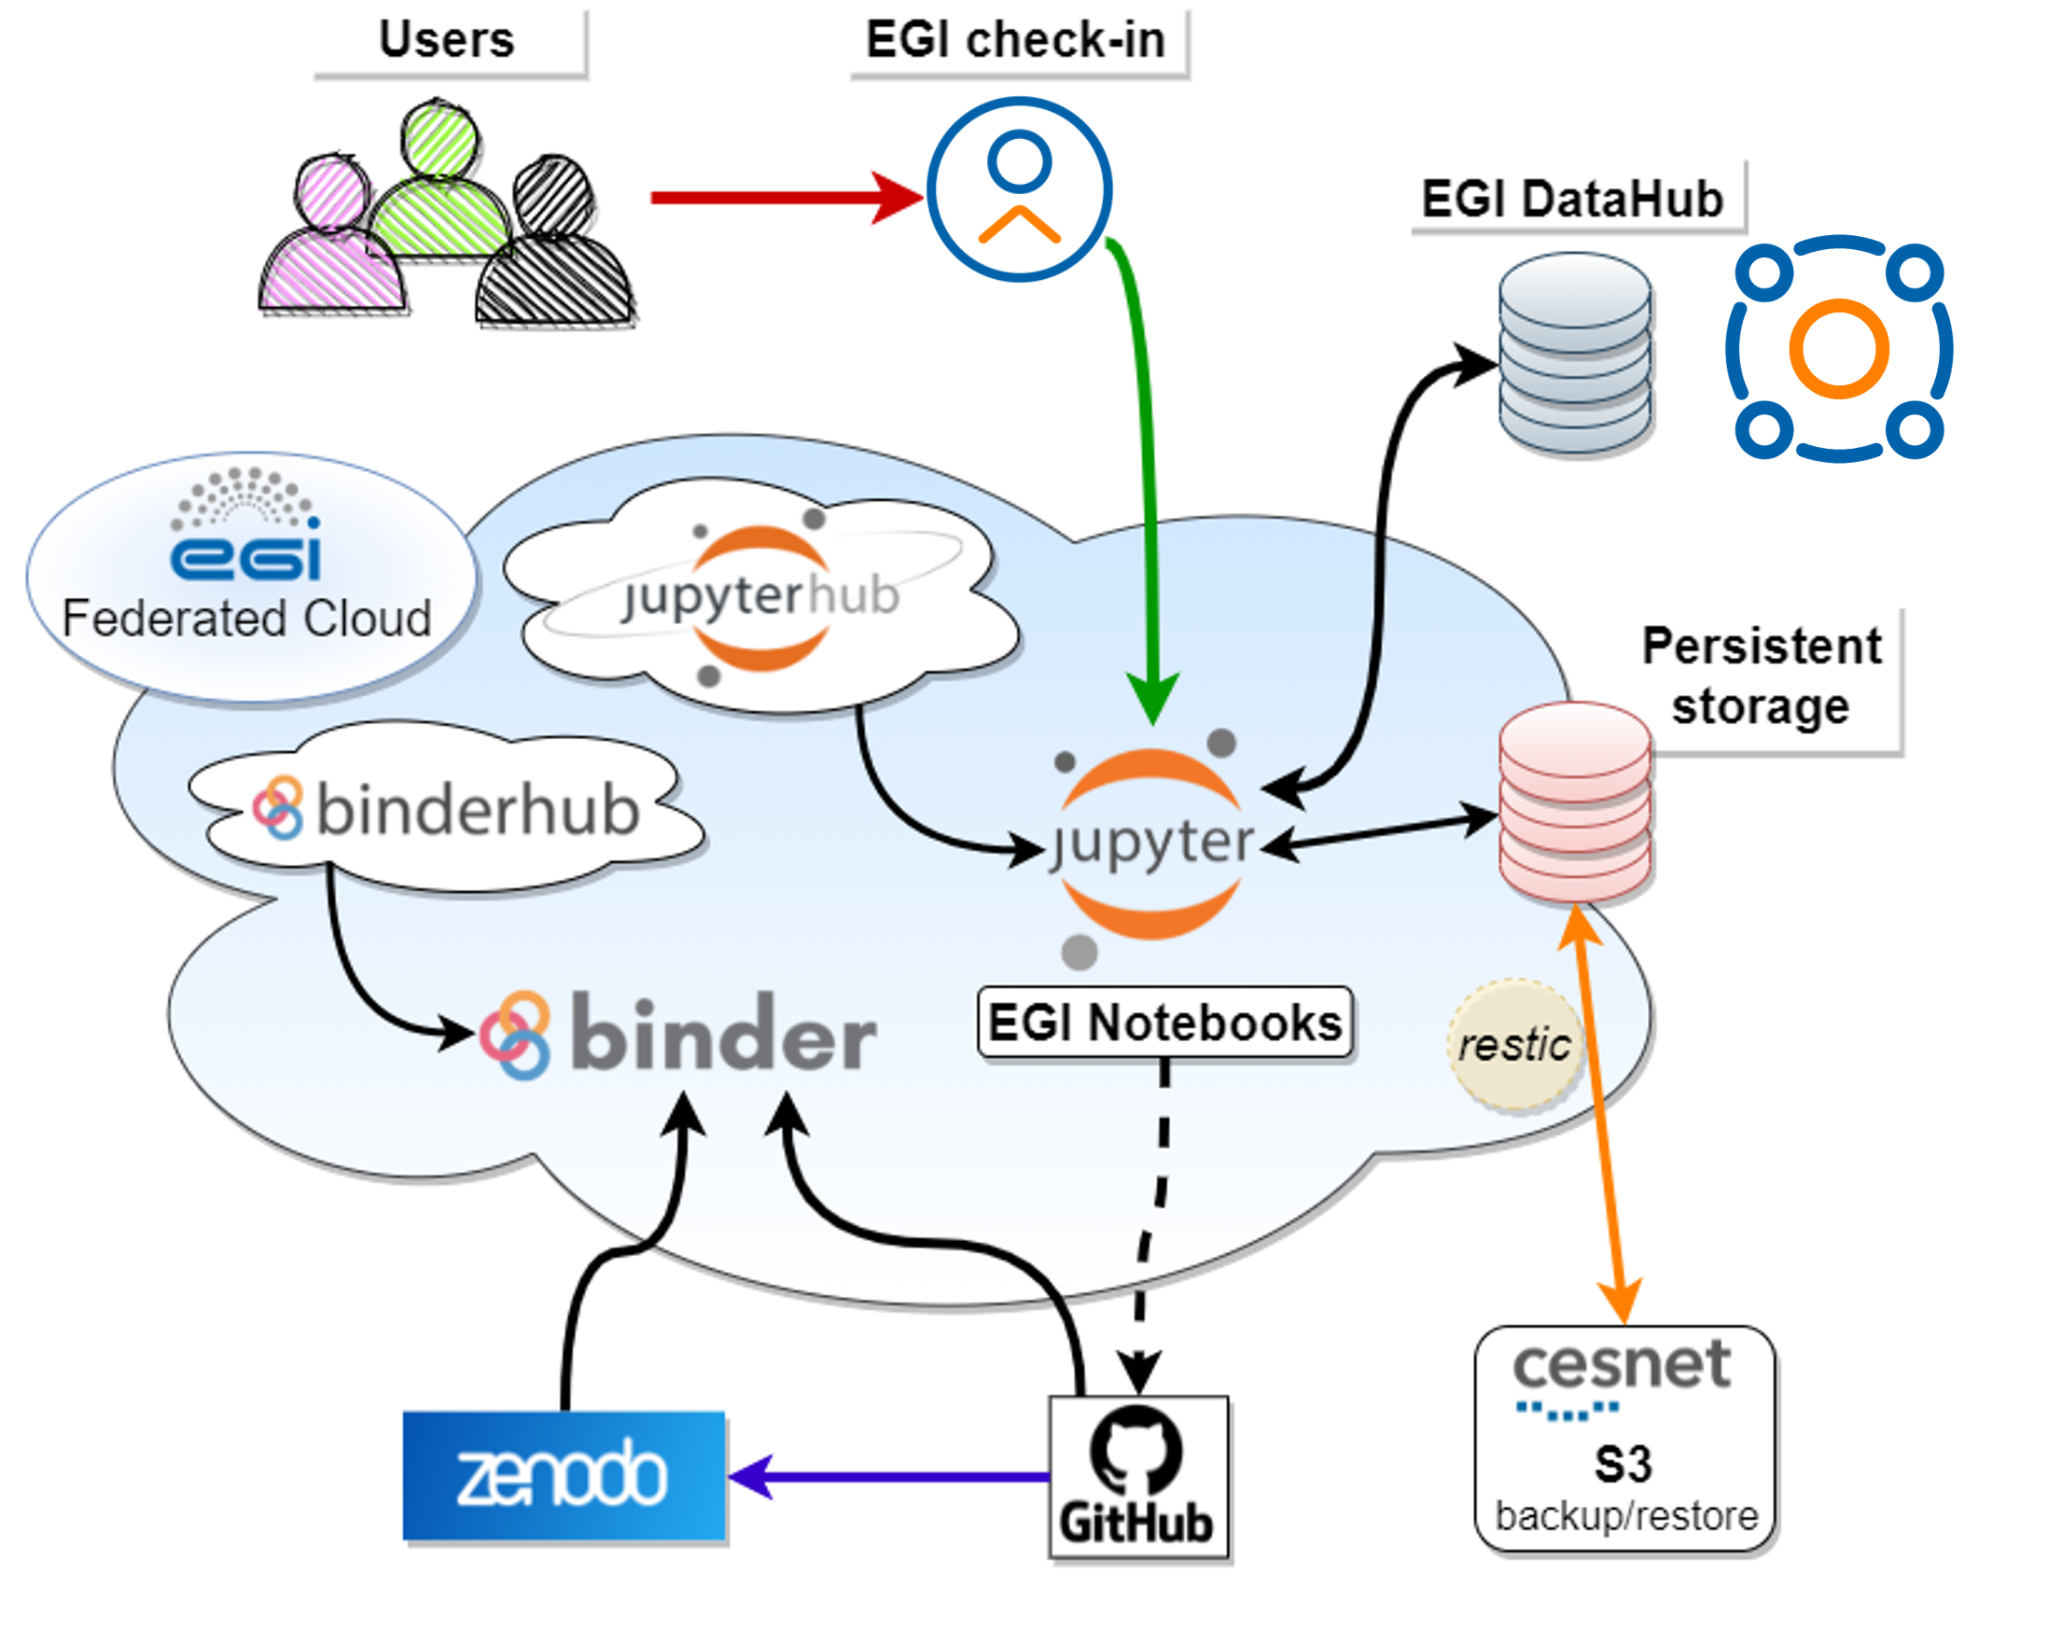 Users
EGI check-in
EGI DataHub
egi
Federated Cloud
jupyterhub
Persistent
storage
binderhub
jupyter
binder
EGI Notebooks
restic
cesnet
S3
backup/restore
zenodo
GitHub